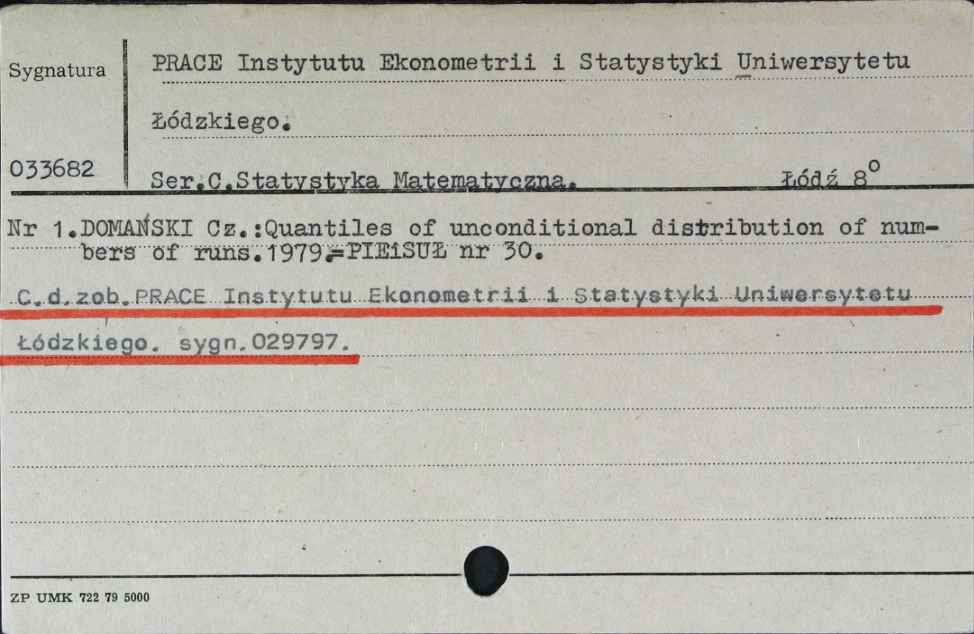 Sygnatura
PRACE Instytutu Ekonometrii i Statystyki Uniwersytetu
Łódzkiego.
033682
Ser.C.Statystyka Matematyczna. Łódź 8°
Nr 1.DOMAŃSKI Cz.:Quantiles of unconditional distribution of num-
bers of runs.1979.=PIEiSUŁ nr 30.
C.d.zob.PRACE Instytutu Ekonometrii i Statystyki Uniwersytetu
Łódzkiego. sygn.029797.
ZP UMK 722 79 5000